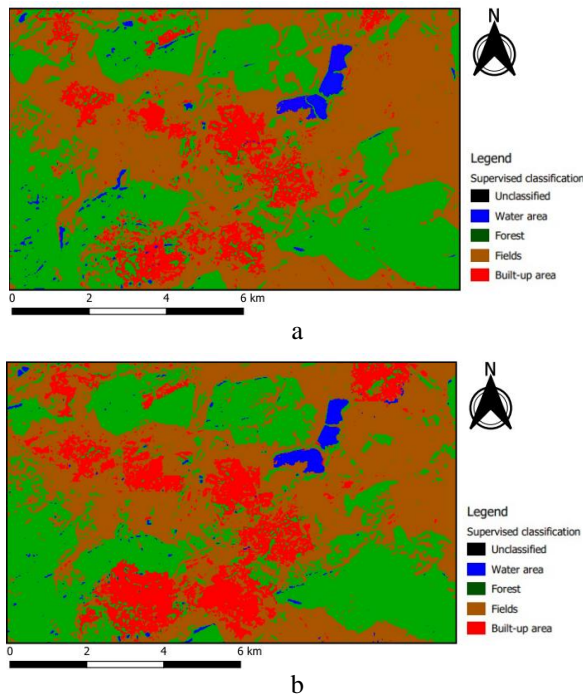 N
Legend
Supervised classification
Unclassified
Water area
Forest
Fields
Built-up area
0 2 4 6 km
a
N
Legend
Supervised classification
Unclassified
Water area
Forest
Fields
Built-up area
0 2 4 6 km
b